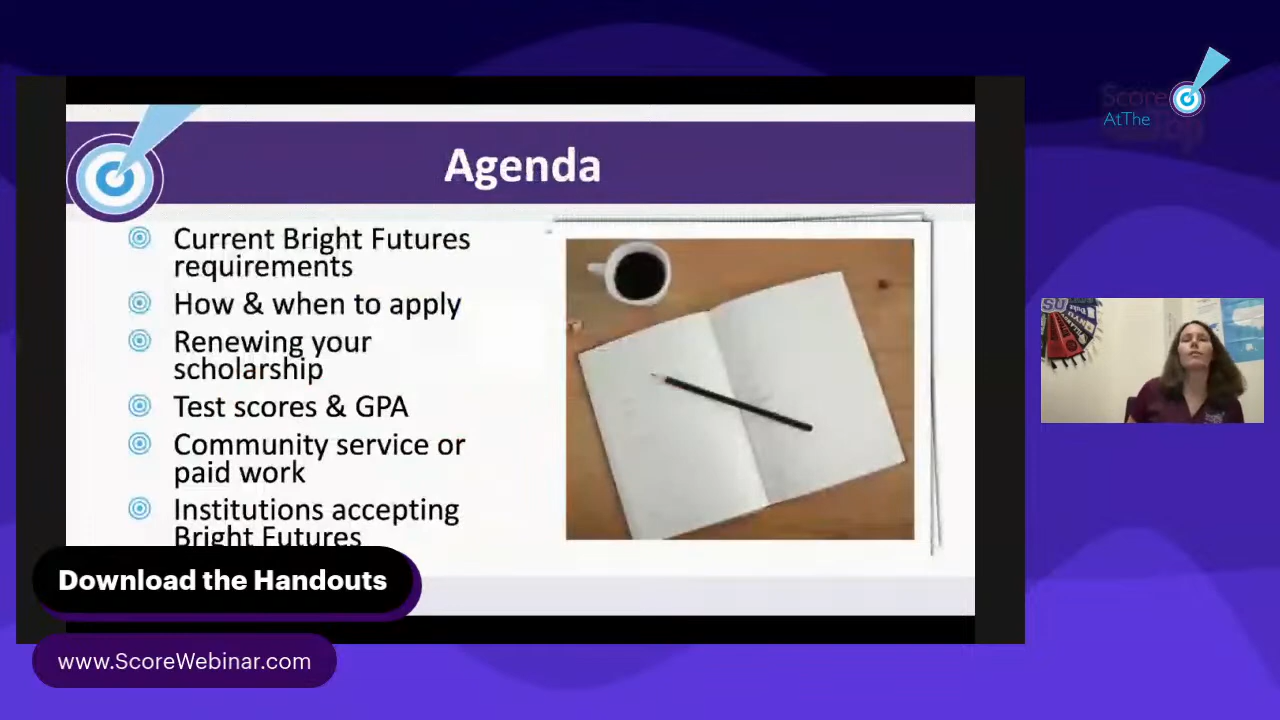 Agenda
Current Bright Futures
requirements
How & when to apply
Renewing your
scholarship
Test scores & GPA
Community service or
paid work
Institutions accepting
Bright Futures
Download the Handouts
www.ScoreWebinar.com
Score
AtThe
SU